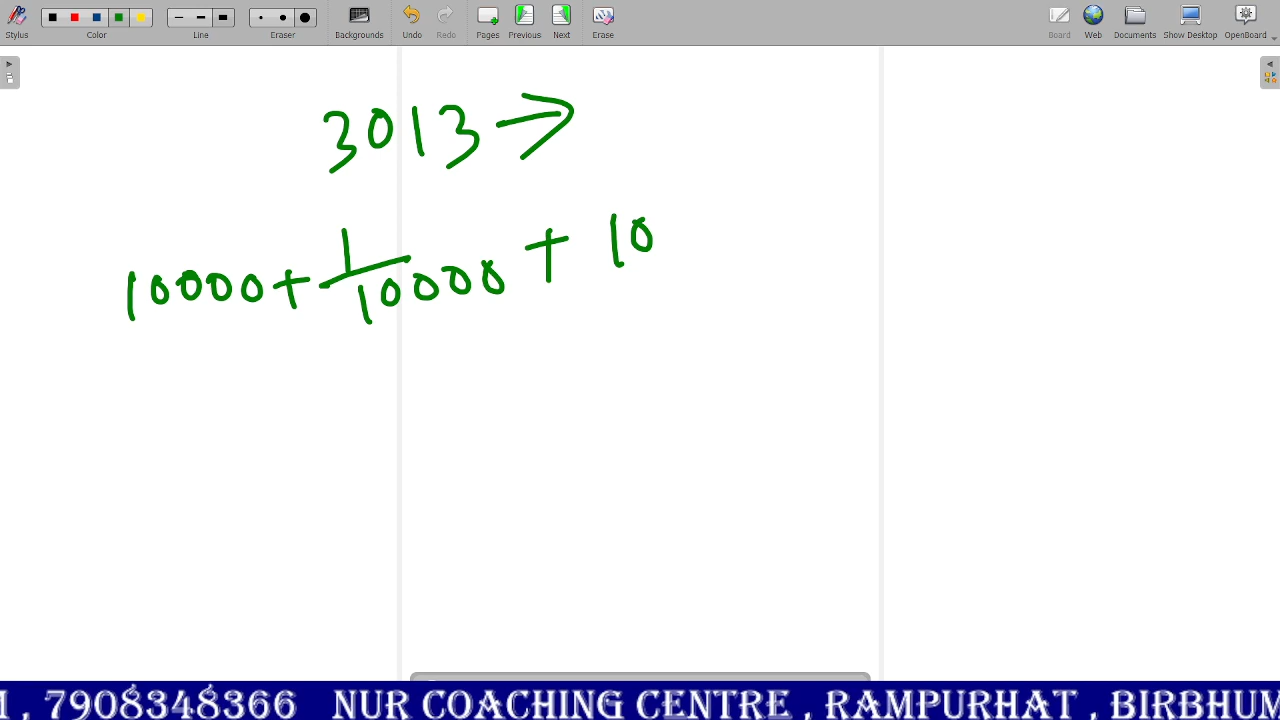 Stylus Color Line Eraser Backgrounds Undo Redo Pages Previous Next Erase Board Web Documents Show Desktop OpenBoard
3013 →
10000 + 1/10000 + 10
, 7908348366 NUR COACHING CENTRE , RAMPURHAT , BIRBHUM